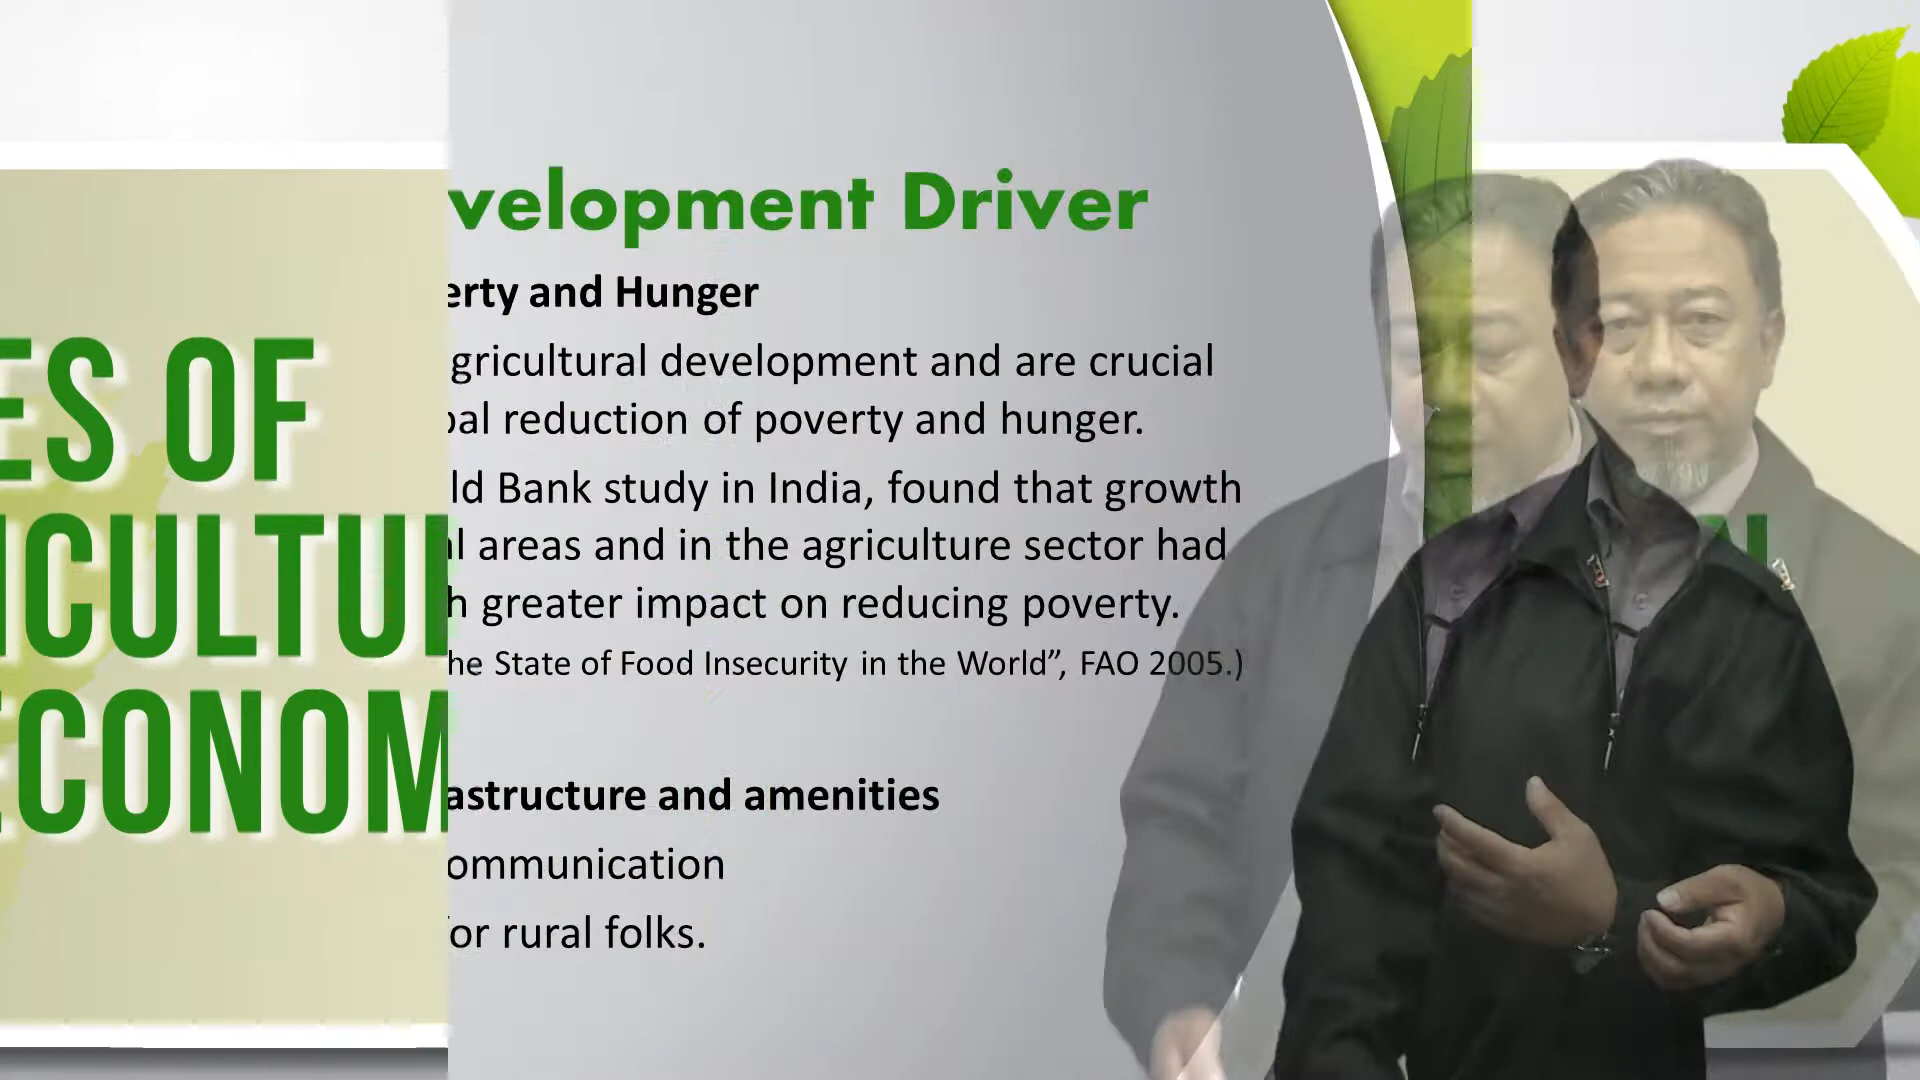 ES OF
ICULTU
ECONOM
velopment Driver
erty and Hunger
gricultural development and are crucial
bal reduction of poverty and hunger.
ld Bank study in India, found that growth
al areas and in the agriculture sector had
h greater impact on reducing poverty.
he State of Food Insecurity in the World”, FAO 2005.)
astructure and amenities
ommunication
for rural folks.